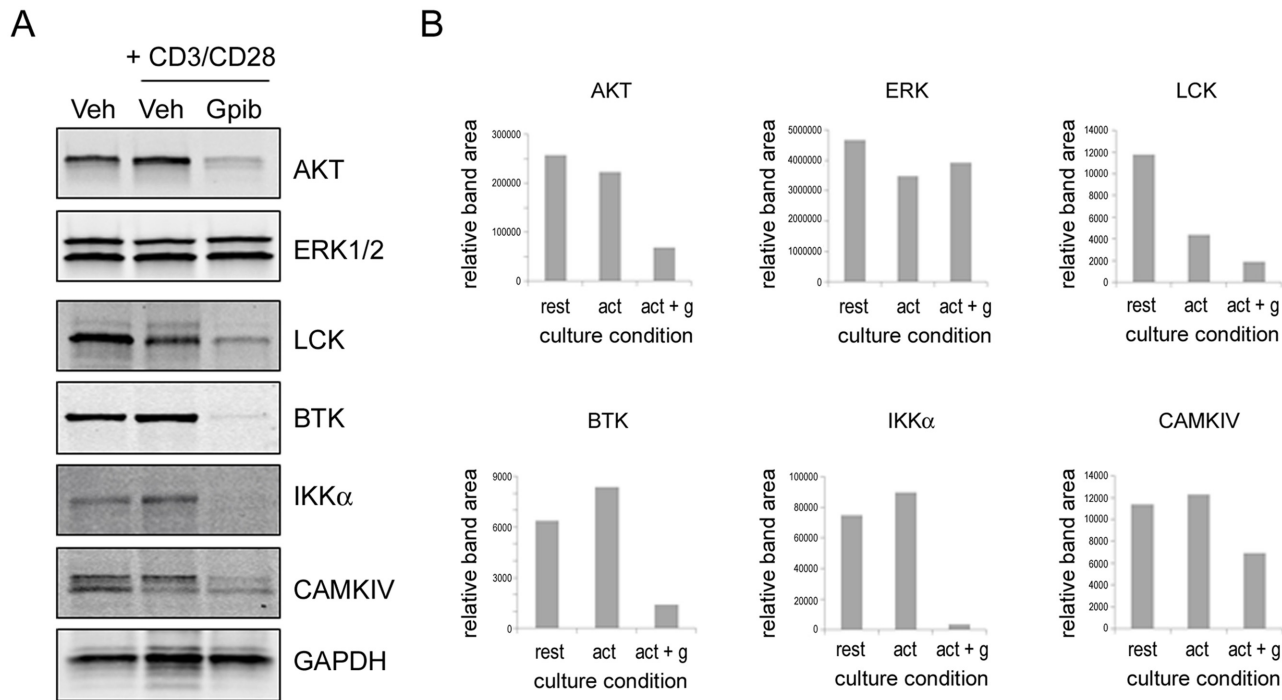 A
+ CD3/CD28
Veh Veh Gpib
AKT
ERK1/2
LCK
BTK
IKKα
CAMKIV
GAPDH
B
AKT
relative band area
300000
200000
100000
0
rest act act + g
culture condition
ERK
relative band area
5000000
4000000
3000000
2000000
1000000
0
rest act act + g
culture condition
LCK
relative band area
14000
12000
10000
8000
6000
4000
2000
0
rest act act + g
culture condition
BTK
relative band area
9000
6000
3000
0
rest act act + g
culture condition
IKKα
relative band area
100000
80000
60000
40000
20000
0
rest act act + g
culture condition
CAMKIV
relative band area
14000
12000
10000
8000
6000
4000
2000
0
rest act act + g
culture condition